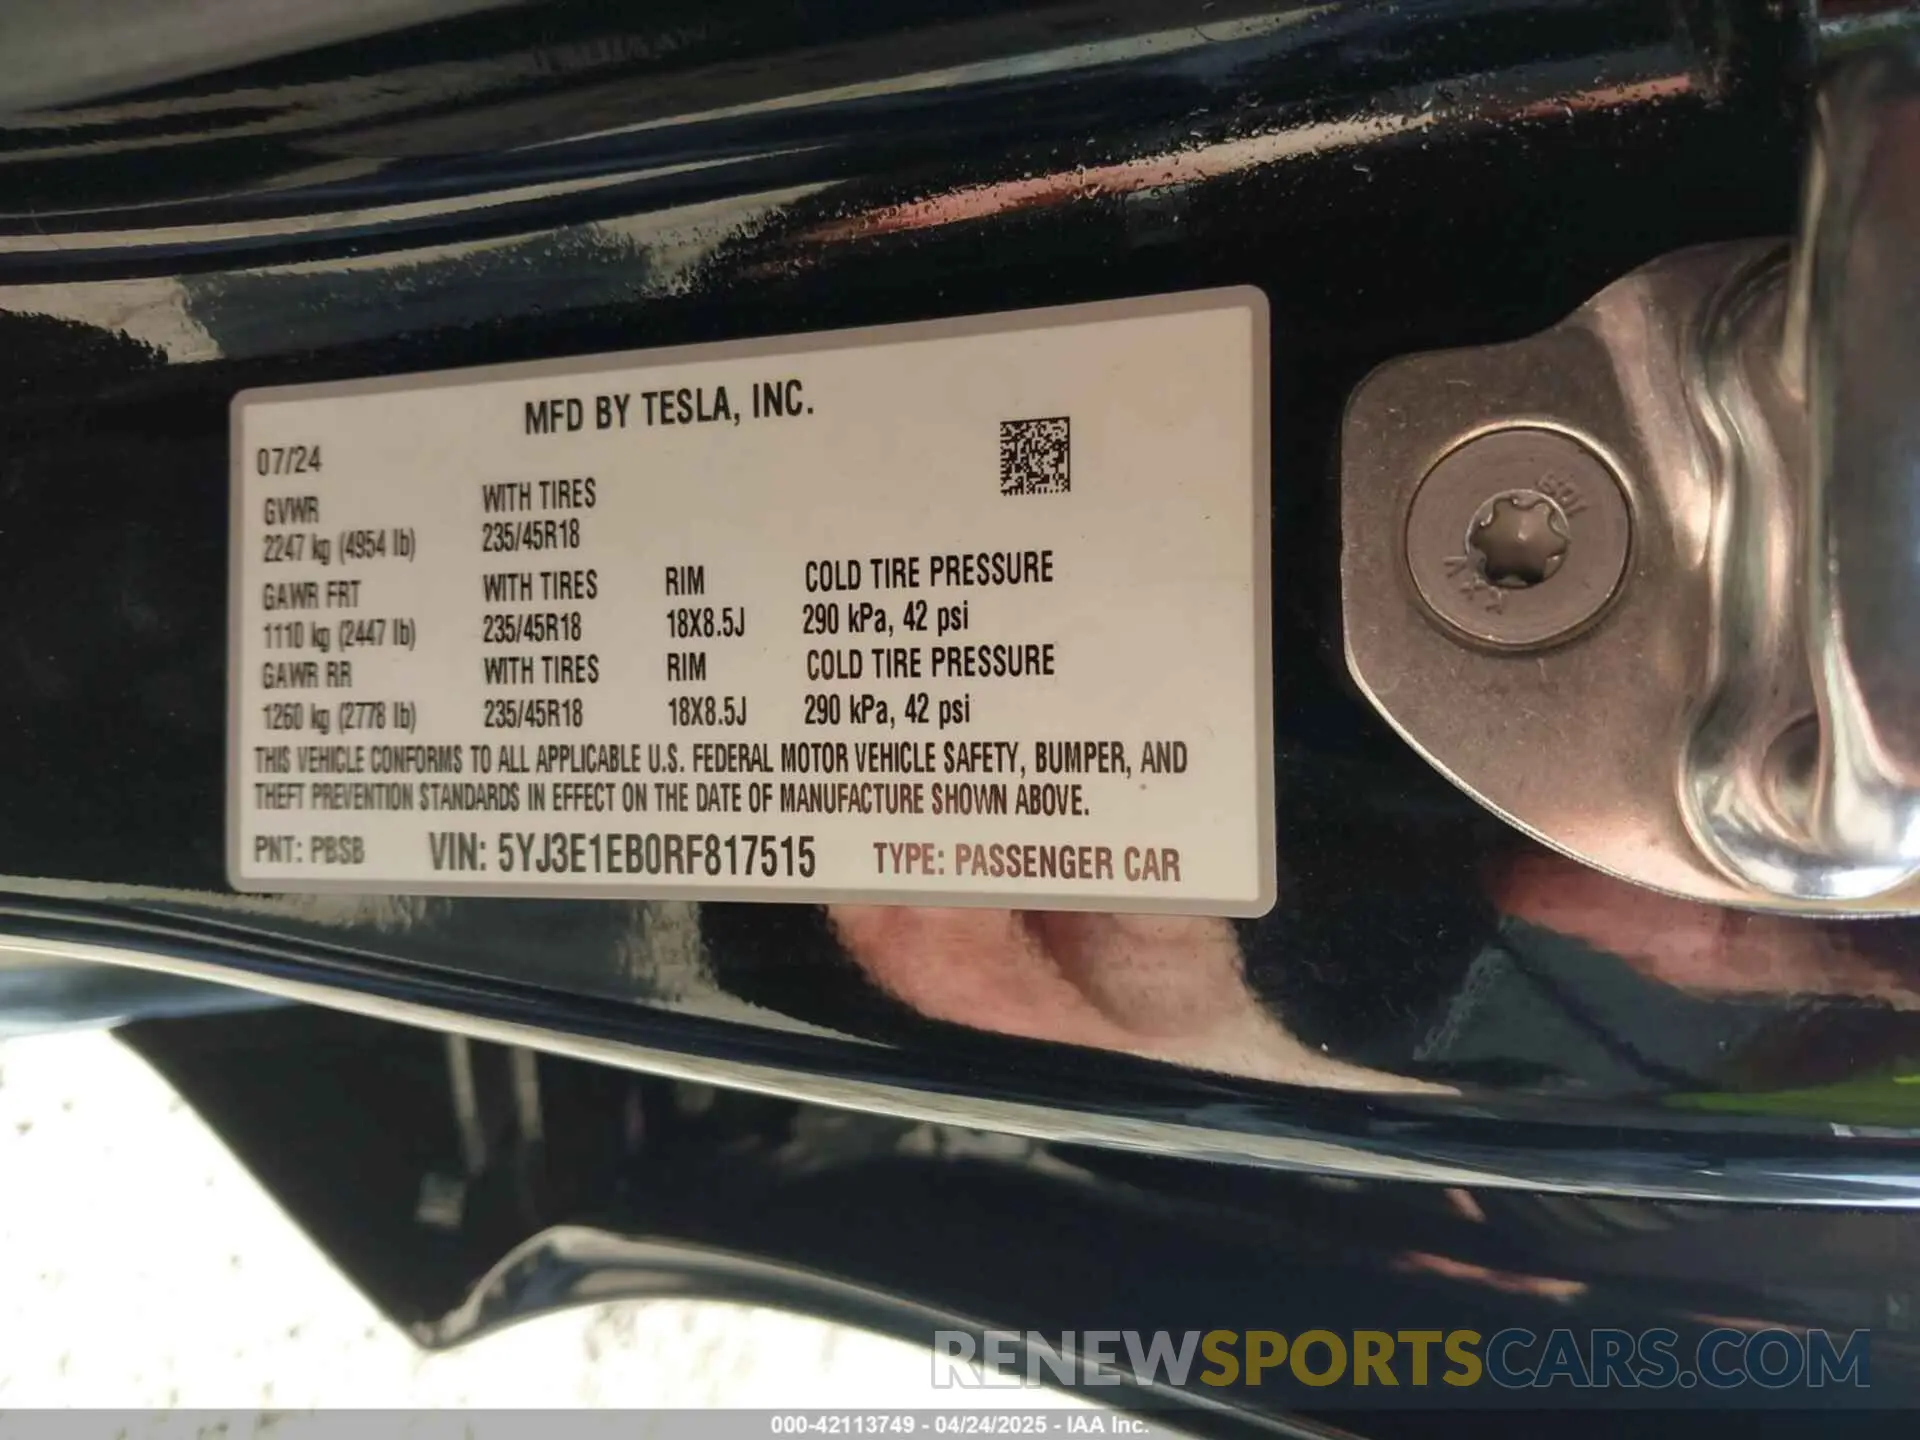 MFD BY TESLA, INC.
07/24
GVWR WITH TIRES
2247 kg (4954 lb) 235/45R18
GAWR FRT WITH TIRES RIM COLD TIRE PRESSURE
1110 kg (2447 lb) 235/45R18 18X8.5J 290 kPa, 42 psi
GAWR RR WITH TIRES RIM COLD TIRE PRESSURE
1260 kg (2778 lb) 235/45R18 18X8.5J 290 kPa, 42 psi
THIS VEHICLE CONFORMS TO ALL APPLICABLE U.S. FEDERAL MOTOR VEHICLE SAFETY, BUMPER, AND
THEFT PREVENTION STANDARDS IN EFFECT ON THE DATE OF MANUFACTURE SHOWN ABOVE.
PNT: PBSB VIN: 5YJ3E1EB0RF817515 TYPE: PASSENGER CAR
RENEWSPORTSCARS.COM
000-42113749 - 04/24/2025 - IAA Inc.